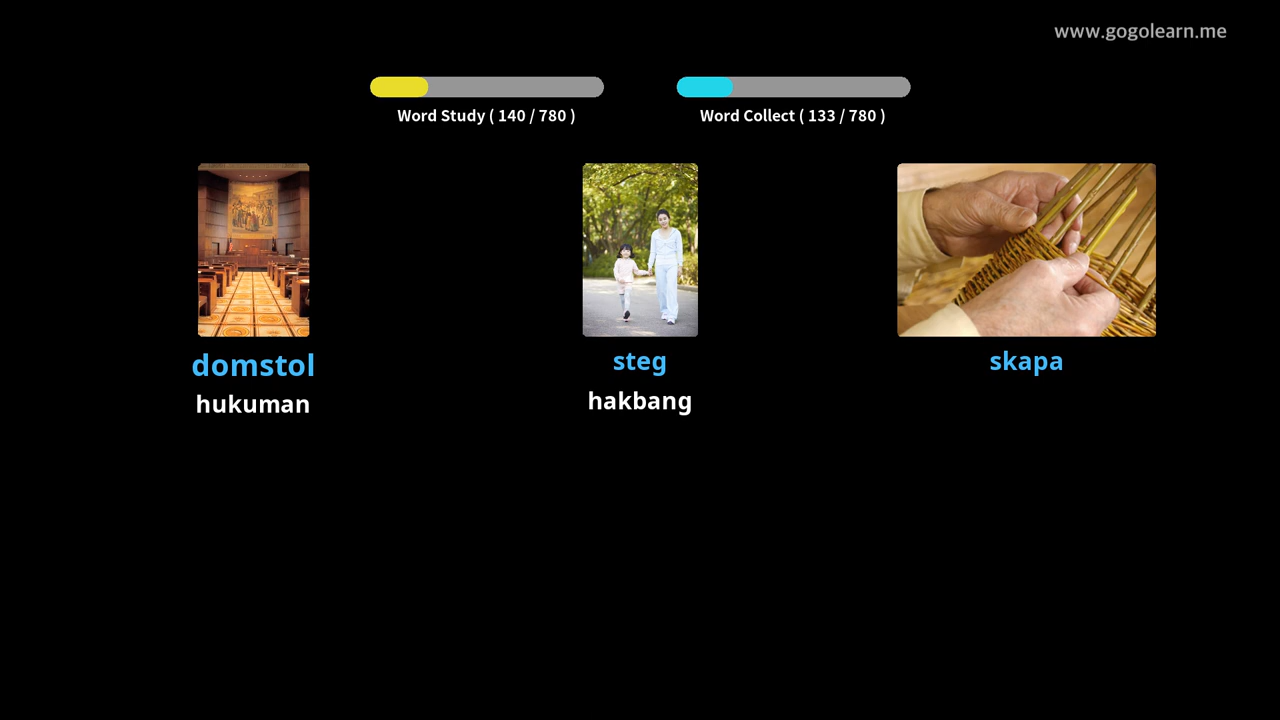 www.gogolearn.me
Word Study ( 140 / 780 )
Word Collect ( 133 / 780 )
domstol
hukuman
steg
hakbang
skapa